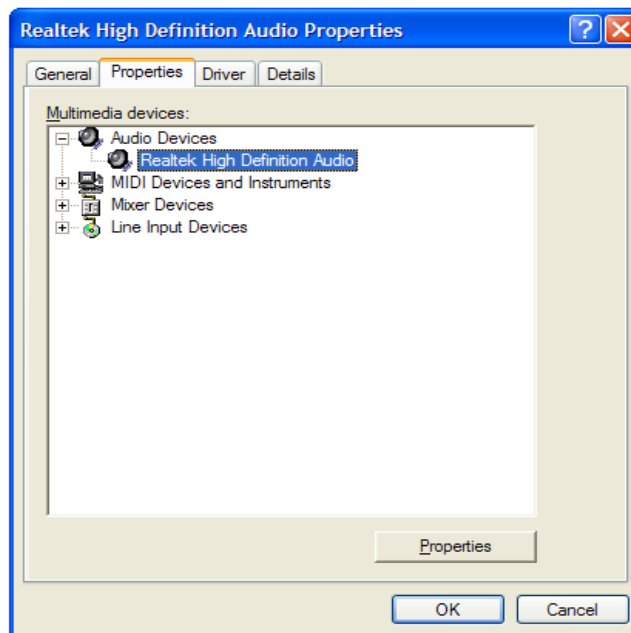 Realtek High Definition Audio Properties
General Properties Driver Details
Multimedia devices:
Audio Devices
Realtek High Definition Audio
MIDI Devices and Instruments
Mixer Devices
Line Input Devices
Properties
OK Cancel